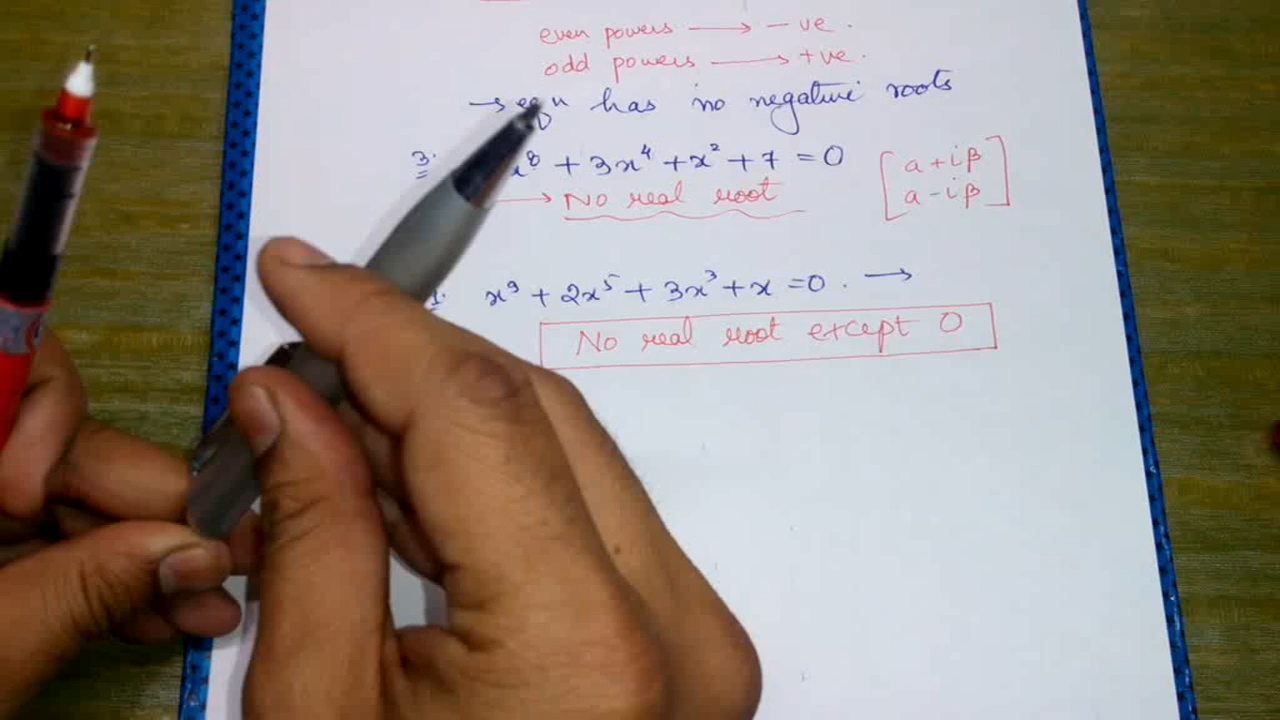 even powers → -ve.
odd powers → +ve.
→ eqn has no negative roots
3. x⁸ + 3x⁴ + x² + 7 = 0 [a+iβ
a-iβ]
→ No real root
1. x⁹ + 2x⁵ + 3x³ + x = 0. →
No real root except 0